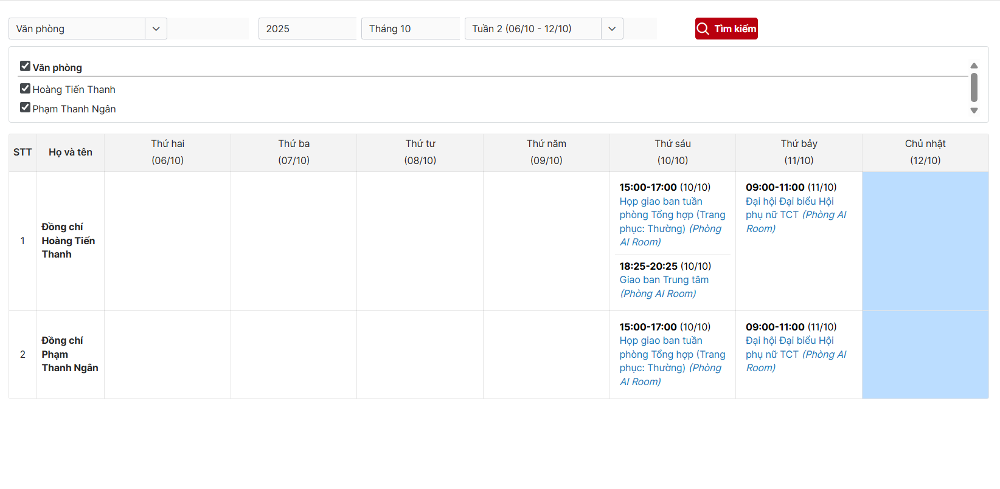 Văn phòng
2025
Tháng 10
Tuần 2 (06/10 - 12/10)
Tìm kiếm
Văn phòng
Hoàng Tiến Thanh
Phạm Thanh Ngân
STT
Họ và tên
Thứ hai
(06/10)
Thứ ba
(07/10)
Thứ tư
(08/10)
Thứ năm
(09/10)
Thứ sáu
(10/10)
Thứ bảy
(11/10)
Chủ nhật
(12/10)
1
Đồng chí
Hoàng Tiến
Thanh
15:00-17:00 (10/10)
Họp giao ban tuần
phòng Tổng hợp (Trang
phục: Thường) (Phòng
AI Room)
18:25-20:25 (10/10)
Giao ban Trung tâm
(Phòng AI Room)
09:00-11:00 (11/10)
Đại hội Đại biểu Hội
phụ nữ TCT (Phòng AI
Room)
2
Đồng chí
Phạm
Thanh Ngân
15:00-17:00 (10/10)
Họp giao ban tuần
phòng Tổng hợp (Trang
phục: Thường) (Phòng
AI Room)
09:00-11:00 (11/10)
Đại hội Đại biểu Hội
phụ nữ TCT (Phòng AI
Room)